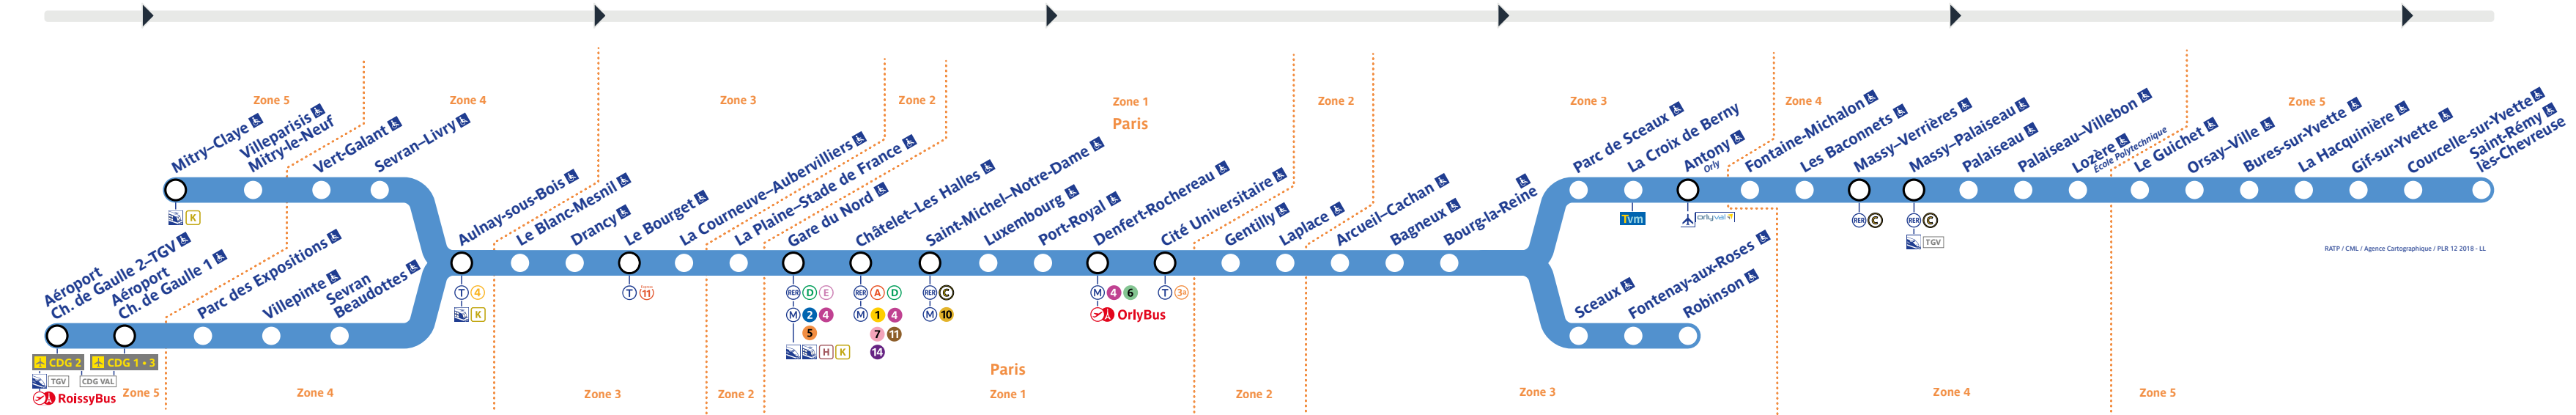 Zone 5
Zone 4
Zone 3
Zone 2
Zone 1
Paris
Zone 2
Zone 3
Zone 4
Zone 5
Mitry–Claye
Villeparisis
Mitry-le-Neuf
Vert-Galant
Sevran–Livry
K
Aéroport
Ch. de Gaulle 2–TGV
Aéroport
Ch. de Gaulle 1
Parc des Expositions
Villepinte
Sevran
Beaudottes
CDG 2
CDG 1 • 3
TGV
CDG VAL
RoissyBus
Aulnay-sous-Bois
T 4
K
Le Blanc-Mesnil
Drancy
Le Bourget
T 11
La Courneuve–Aubervilliers
La Plaine–Stade de France
Gare du Nord
RER D E
M 2 4
5
H K
Châtelet–Les Halles
RER A D
M 1 4
7 11
14
Saint-Michel–Notre-Dame
RER C
M 10
Luxembourg
Port-Royal
Denfert-Rochereau
M 4 6
OrlyBus
Cité Universitaire
T 3a
Gentilly
Laplace
Arcueil–Cachan
Bagneux
Bourg-la-Reine
Parc de Sceaux
La Croix de Berny
Tvm
Antony
Orly
orlyval
Fontaine-Michalon
Les Baconnets
Massy–Verrières
RER C
Massy–Palaiseau
RER C
TGV
Palaiseau
Palaiseau–Villebon
Lozère
École Polytechnique
Le Guichet
Orsay–Ville
Bures-sur-Yvette
La Hacquinière
Gif-sur-Yvette
Courcelle-sur-Yvette
Saint-Rémy
lès-Chevreuse
Sceaux
Fontenay-aux-Roses
Robinson
RATP / CML / Agence Cartographique / PLR 12 2018 - LL
Zone 5
Zone 4
Zone 3
Zone 2
Paris
Zone 1
Zone 2
Zone 3
Zone 4
Zone 5